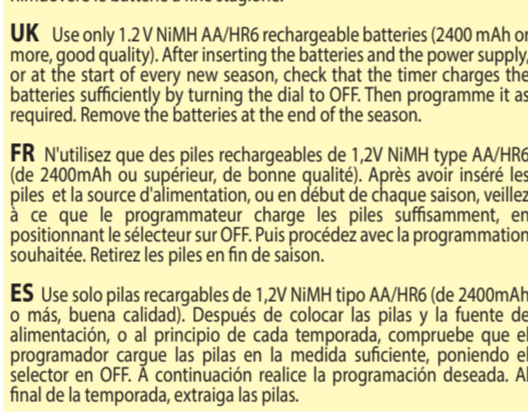 UK Use only 1.2 V NiMH AA/HR6 rechargeable batteries (2400 mAh or
more, good quality). After inserting the batteries and the power supply,
or at the start of every new season, check that the timer charges the
batteries sufficiently by turning the dial to OFF. Then programme it as
required. Remove the batteries at the end of the season.
FR N'utilisez que des piles rechargeables de 1,2V NiMH type AA/HR6
(de 2400mAh ou supérieur, de bonne qualité). Après avoir inséré les
piles et la source d'alimentation, ou en début de chaque saison, veillez
à ce que le programmateur charge les piles suffisamment, en
positionnant le sélecteur sur OFF. Puis procédez avec la programmation
souhaitée. Retirez les piles en fin de saison.
ES Use solo pilas recargables de 1,2V NiMH tipo AA/HR6 (de 2400mAh
o más, buena calidad). Después de colocar las pilas y la fuente de
alimentación, o al principio de cada temporada, compruebe que el
programador cargue las pilas en la medida suficiente, poniendo el
selector en OFF. A continuación realice la programación deseada. Al
final de la temporada, extraiga las pilas.